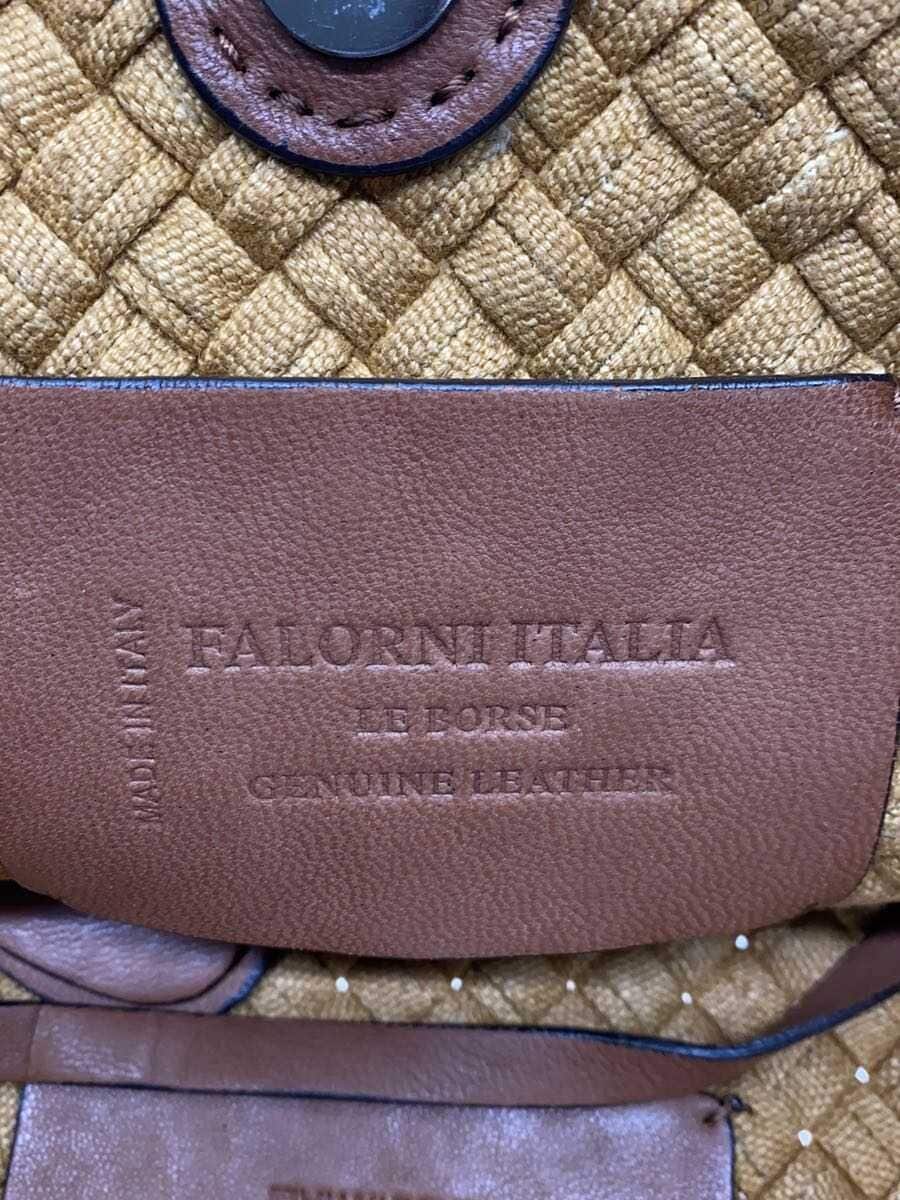 FALORNI ITALIA
LE BORSE
GENUINE LEATHER
MADE IN ITALY